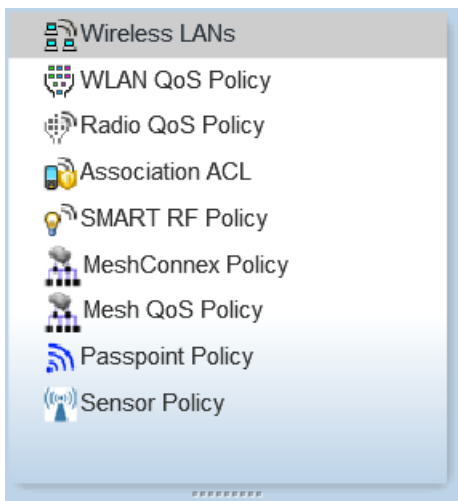 Wireless LANs
WLAN QoS Policy
Radio QoS Policy
Association ACL
SMART RF Policy
MeshConnex Policy
Mesh QoS Policy
Passpoint Policy
Sensor Policy